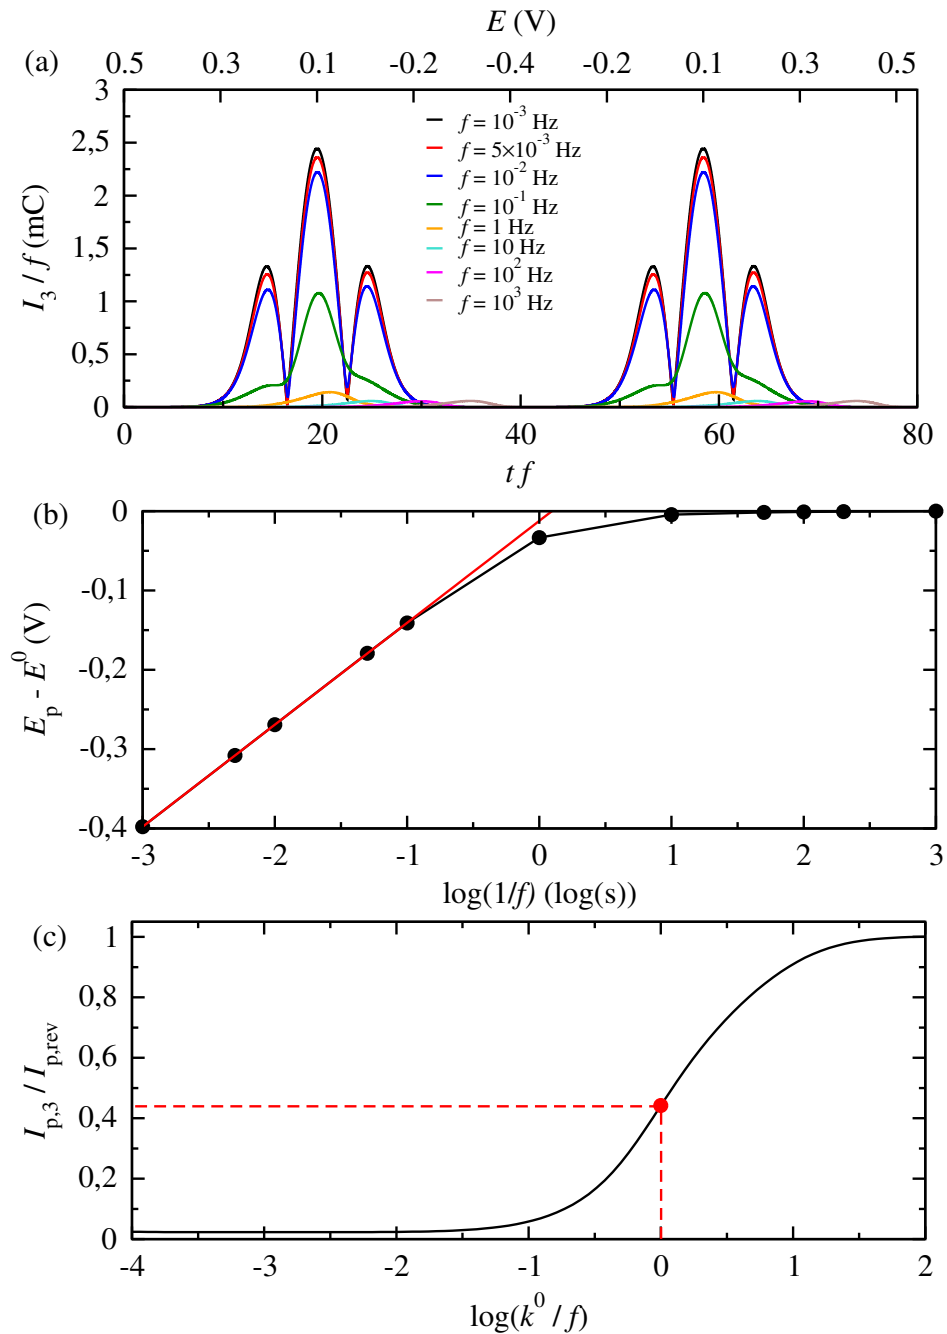 E (V)
(a)
0.5 0.3 0.1 -0.2 -0.4 -0.2 0.1 0.3 0.5
3
2,5
2
1,5
1
0,5
0
I₃ / f (mC)
f = 10⁻³ Hz
f = 5×10⁻³ Hz
f = 10⁻² Hz
f = 10⁻¹ Hz
f = 1 Hz
f = 10 Hz
f = 10² Hz
f = 10³ Hz
0 20 40 60 80
t f
(b)
0
-0,1
-0,2
-0,3
-0,4
Eₚ - E⁰ (V)
-3 -2 -1 0 1 2 3
log(1/f) (log(s))
(c)
1
0,8
0,6
0,4
0,2
0
Iₚ,₃ / Iₚ,rev
-4 -3 -2 -1 0 1 2
log(k⁰ / f)